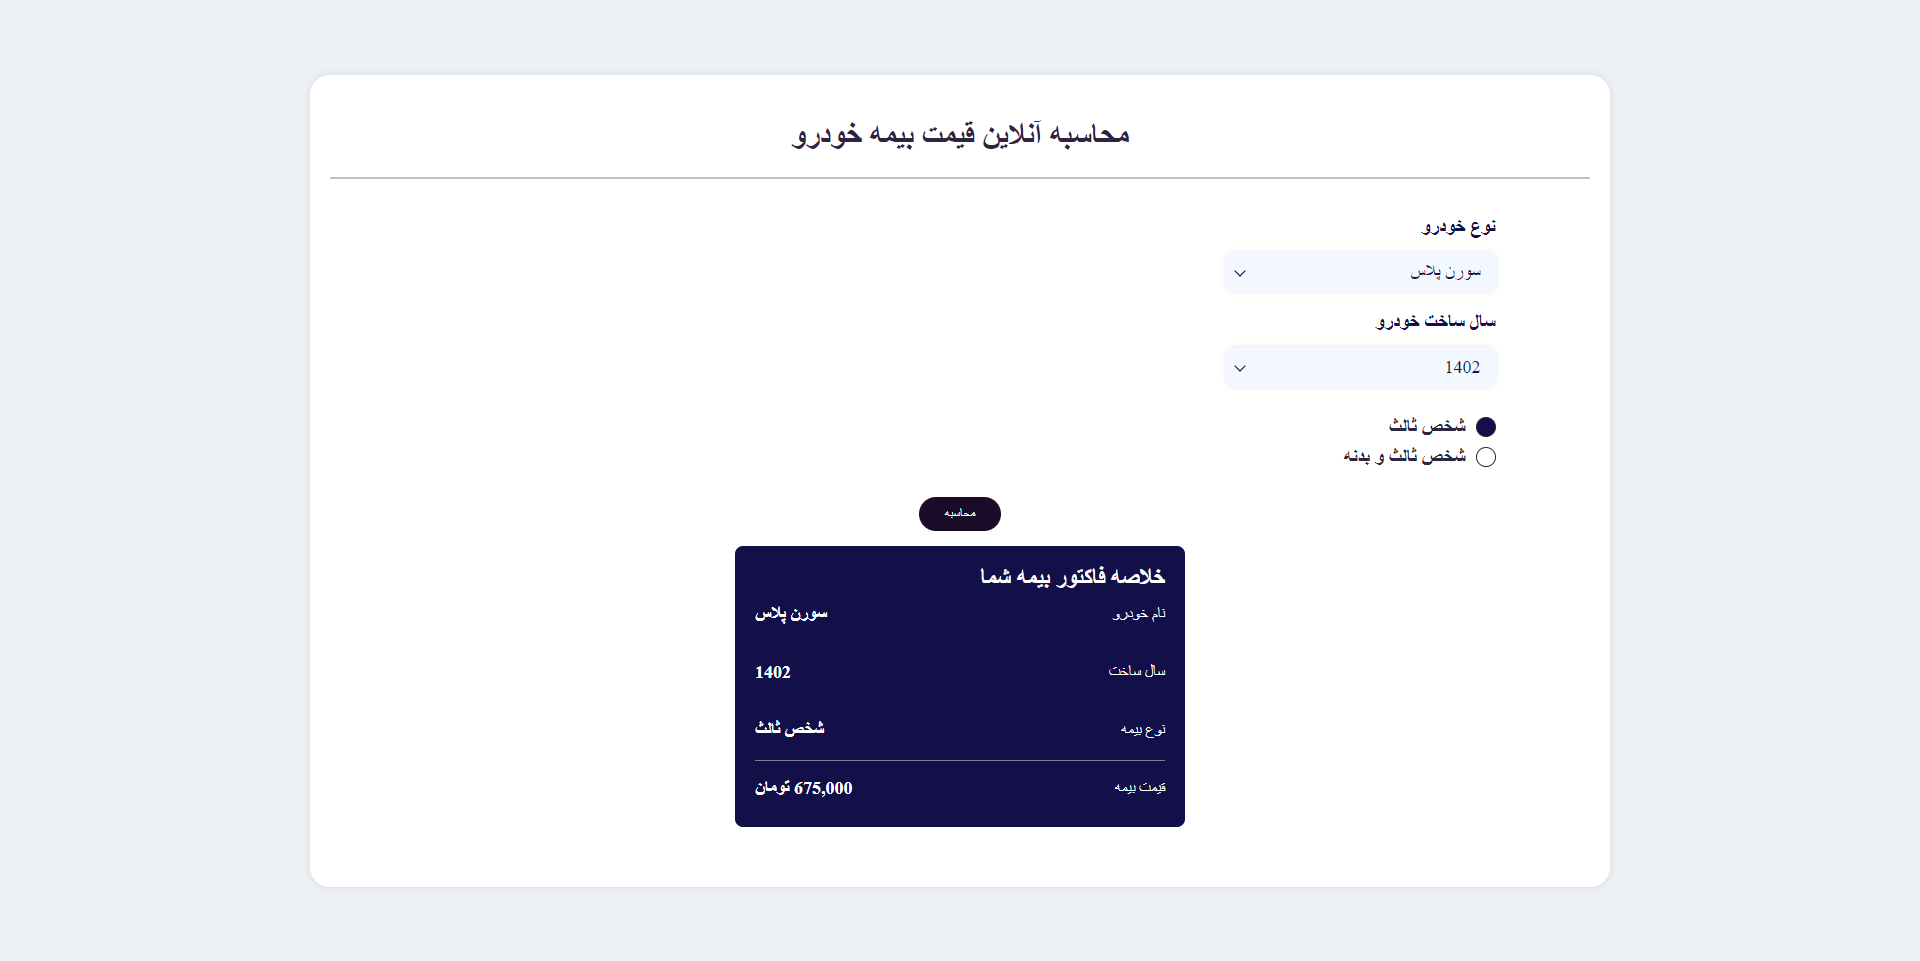 محاسبه آنلاین قیمت بیمه خودرو
نوع خودرو
سورن پلاس
سال ساخت خودرو
1402
شخص ثالث
شخص ثالث و بدنه
محاسبه
خلاصه فاکتور بیمه شما
نام خودرو سورن پلاس
سال ساخت 1402
نوع بیمه شخص ثالث
قیمت بیمه 675,000 تومان